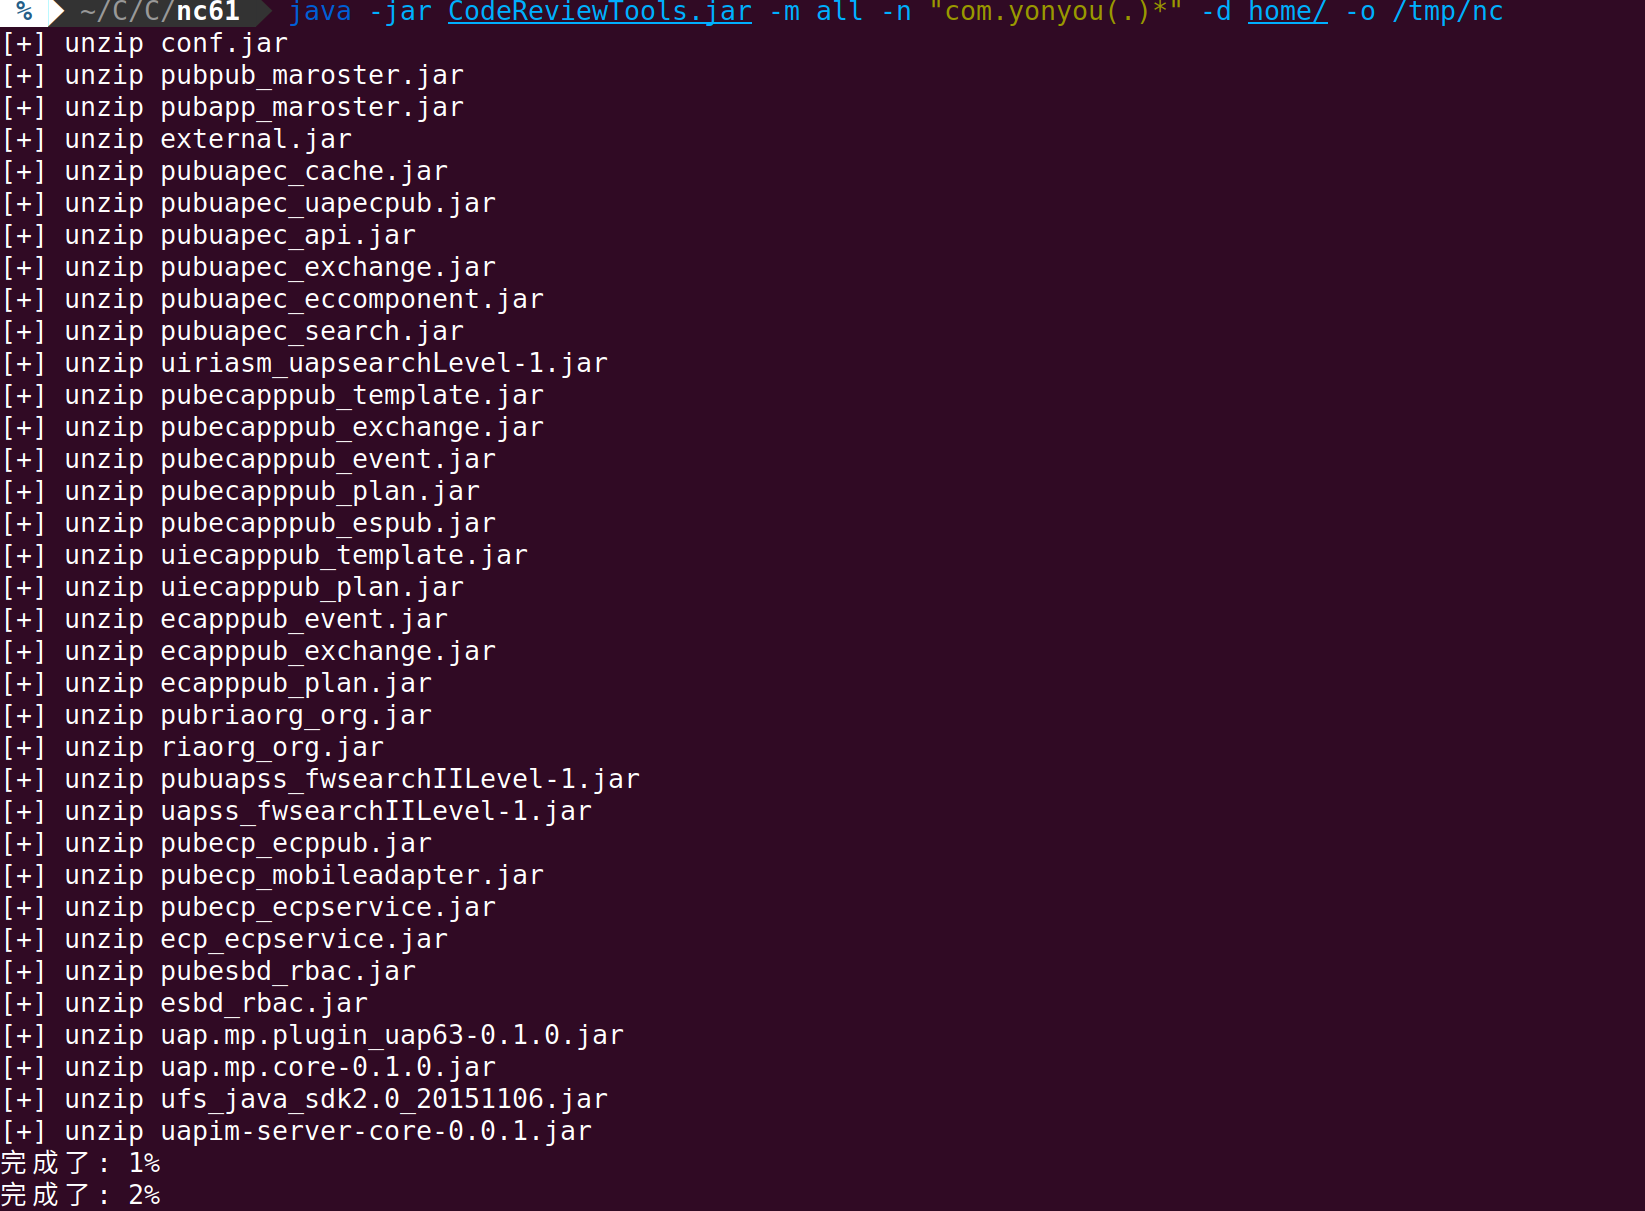 % ~/C/C/nc61 java -jar CodeReviewTools.jar -m all -n "com.yonyou(.)*" -d home/ -o /tmp/nc
[+] unzip conf.jar
[+] unzip pubpub_maroster.jar
[+] unzip pubapp_maroster.jar
[+] unzip external.jar
[+] unzip pubuapec_cache.jar
[+] unzip pubuapec_uapecpub.jar
[+] unzip pubuapec_api.jar
[+] unzip pubuapec_exchange.jar
[+] unzip pubuapec_eccomponent.jar
[+] unzip pubuapec_search.jar
[+] unzip uiriasm_uapsearchLevel-1.jar
[+] unzip pubecapppub_template.jar
[+] unzip pubecapppub_exchange.jar
[+] unzip pubecapppub_event.jar
[+] unzip pubecapppub_plan.jar
[+] unzip pubecapppub_espub.jar
[+] unzip uiecapppub_template.jar
[+] unzip uiecapppub_plan.jar
[+] unzip ecapppub_event.jar
[+] unzip ecapppub_exchange.jar
[+] unzip ecapppub_plan.jar
[+] unzip pubriaorg_org.jar
[+] unzip riaorg_org.jar
[+] unzip pubuapss_fwsearchIILevel-1.jar
[+] unzip uapss_fwsearchIILevel-1.jar
[+] unzip pubecp_ecppub.jar
[+] unzip pubecp_mobileadapter.jar
[+] unzip pubecp_ecpservice.jar
[+] unzip ecp_ecpservice.jar
[+] unzip pubesbd_rbac.jar
[+] unzip esbd_rbac.jar
[+] unzip uap.mp.plugin_uap63-0.1.0.jar
[+] unzip uap.mp.core-0.1.0.jar
[+] unzip ufs_java_sdk2.0_20151106.jar
[+] unzip uapim-server-core-0.0.1.jar
完成了: 1%
完成了: 2%